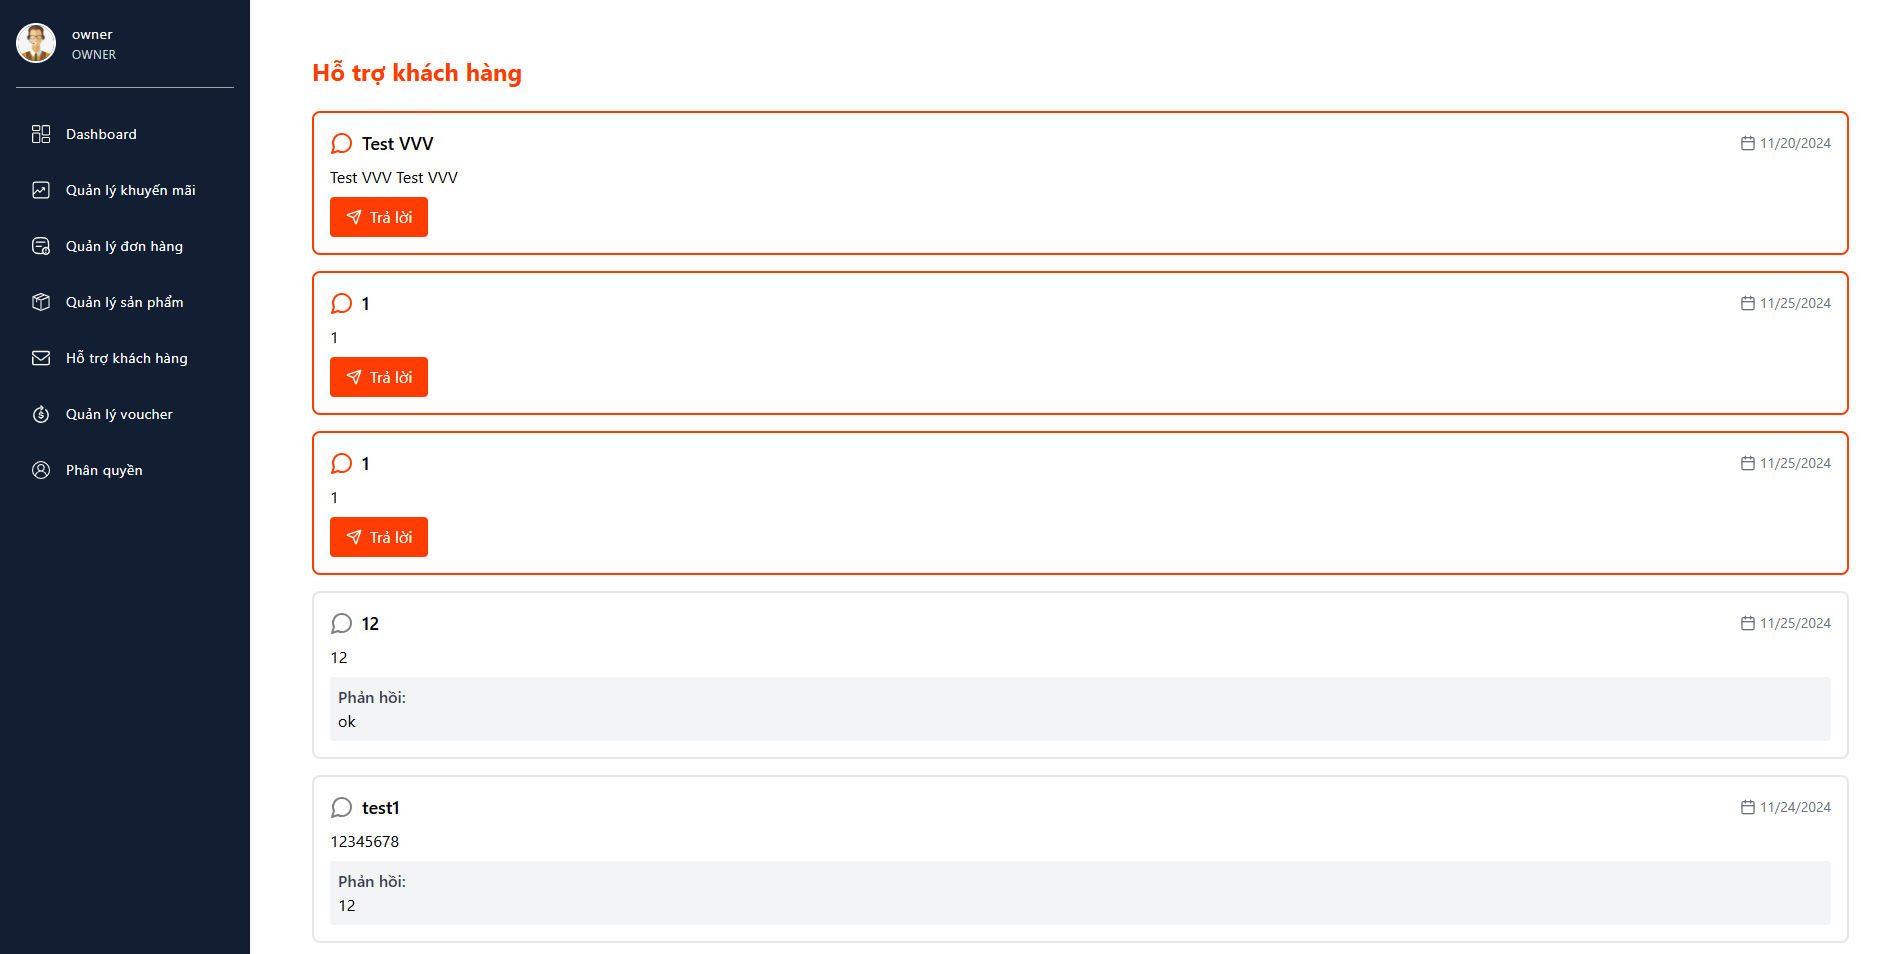 owner
OWNER
Dashboard
Quản lý khuyến mãi
Quản lý đơn hàng
Quản lý sản phẩm
Hỗ trợ khách hàng
Quản lý voucher
Phân quyền
Hỗ trợ khách hàng
Test VVV
11/20/2024
Test VVV Test VVV
Trả lời
1
11/25/2024
1
Trả lời
1
11/25/2024
1
Trả lời
12
11/25/2024
12
Phản hồi:
ok
test1
11/24/2024
12345678
Phản hồi:
12